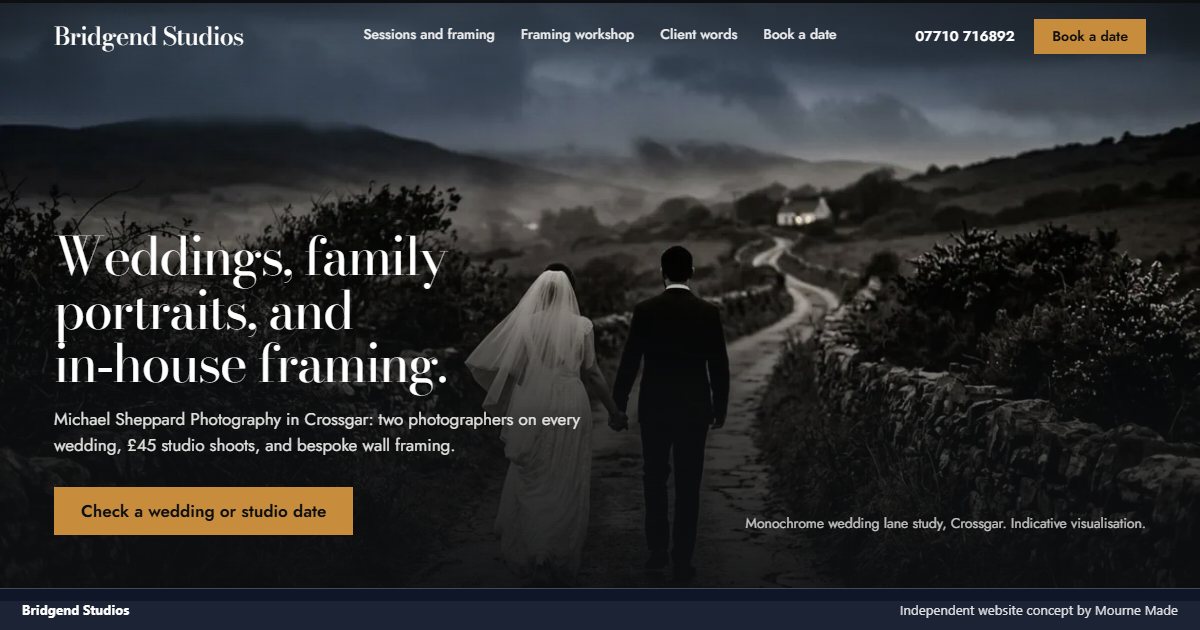 Bridgend Studios
Sessions and framing
Framing workshop
Client words
Book a date
07710 716892
Book a date
Weddings, family
portraits, and
in-house framing.
Michael Sheppard Photography in Crossgar: two photographers on every
wedding, £45 studio shoots, and bespoke wall framing.
Check a wedding or studio date
Monochrome wedding lane study, Crossgar. Indicative visualisation.
Bridgend Studios
Independent website concept by Mourne Made